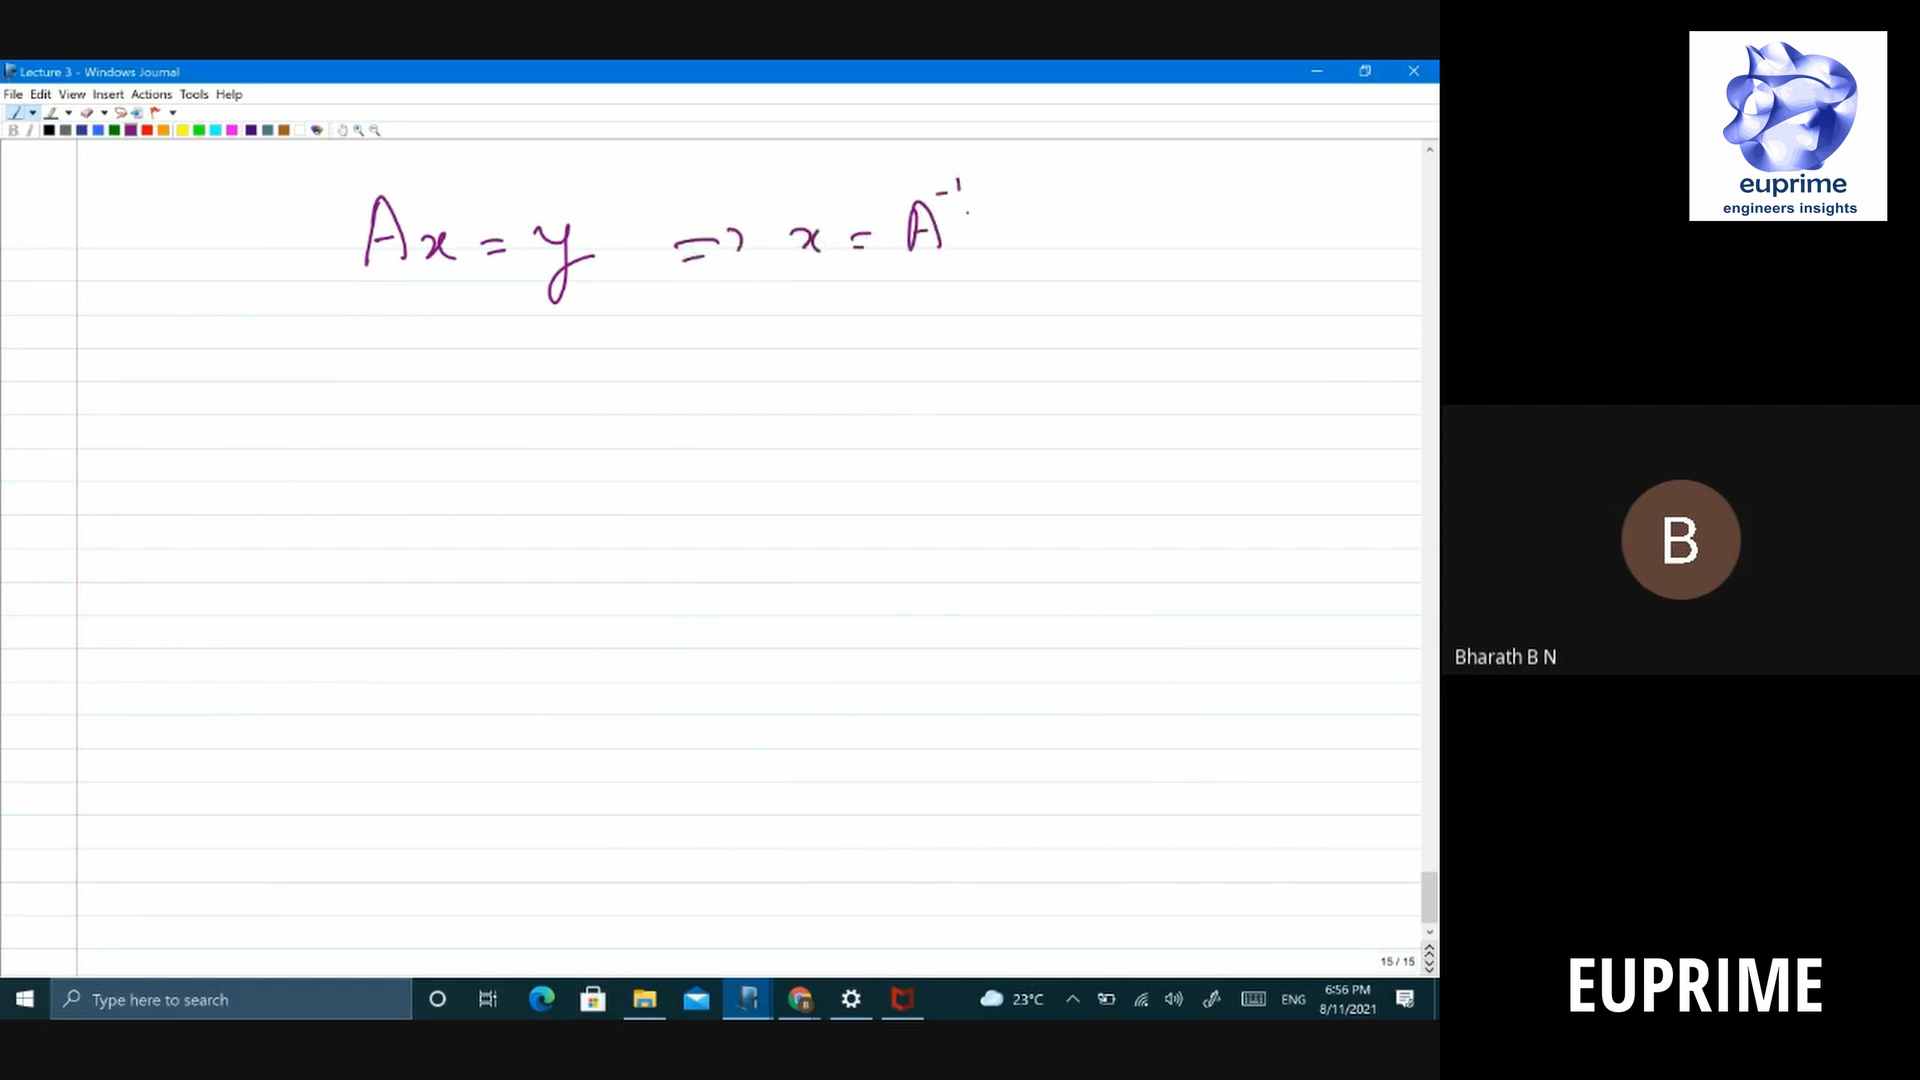 Lecture 3 - Windows Journal
File Edit View Insert Actions Tools Help
B I
Ax = y ⇒ x = A⁻¹
15 / 15
Type here to search
23°C
ENG
6:56 PM
8/11/2021
euprime
engineers insights
B
Bharath B N
EUPRIME